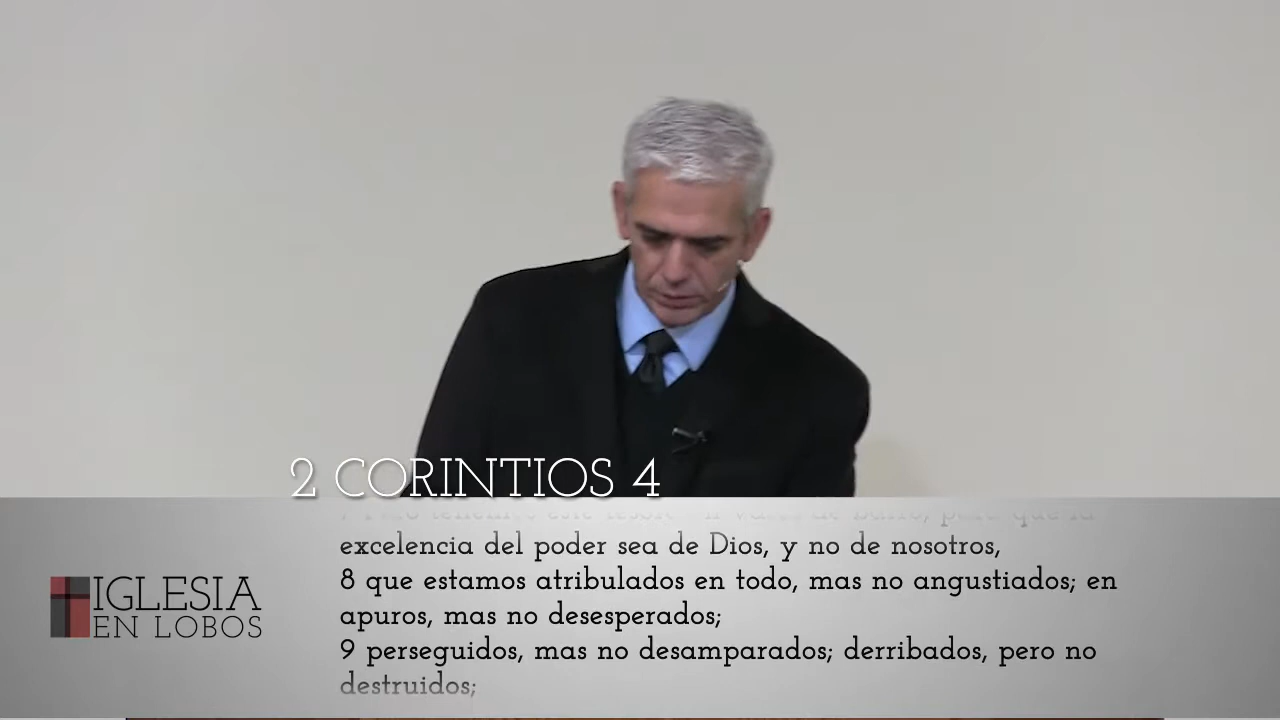 2 CORINTIOS 4
excelencia del poder sea de Dios, y no de nosotros,
8 que estamos atribulados en todo, mas no angustiados; en
apuros, mas no desesperados;
9 perseguidos, mas no desamparados; derribados, pero no
destruidos;
IGLESIA
EN LOBOS